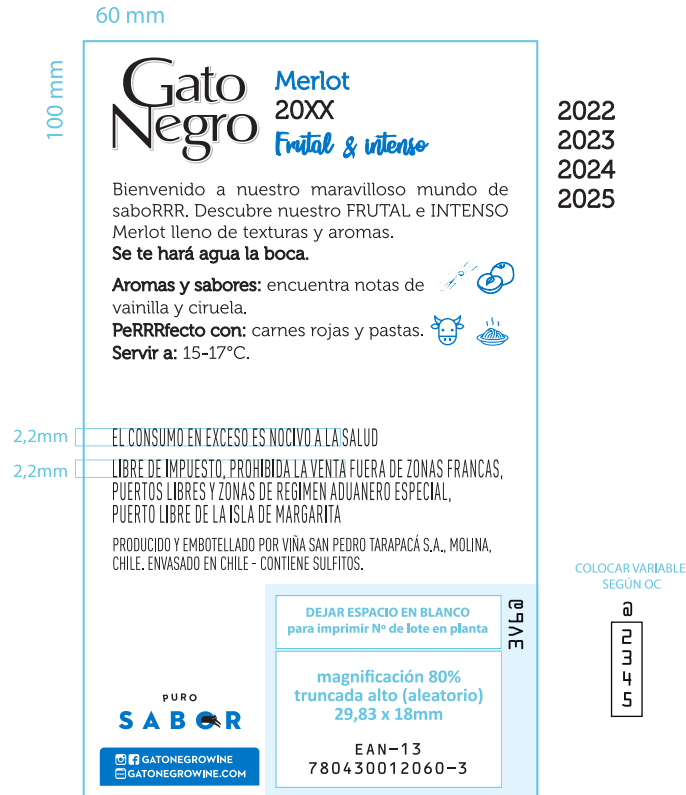 60 mm
100 mm
Gato
Negro
Merlot
20XX
Frutal & intenso
2022
2023
2024
2025
Bienvenido a nuestro maravilloso mundo de
saboRRR. Descubre nuestro FRUTAL e INTENSO
Merlot lleno de texturas y aromas.
Se te hará agua la boca.
Aromas y sabores: encuentra notas de
vainilla y ciruela.
PeRRRfecto con: carnes rojas y pastas.
Servir a: 15-17°C.
2,2mm
EL CONSUMO EN EXCESO ES NOCIVO A LA SALUD
2,2mm
LIBRE DE IMPUESTO, PROHIBIDA LA VENTA FUERA DE ZONAS FRANCAS,
PUERTOS LIBRES Y ZONAS DE REGIMEN ADUANERO ESPECIAL,
PUERTO LIBRE DE LA ISLA DE MARGARITA
PRODUCIDO Y EMBOTELLADO POR VIÑA SAN PEDRO TARAPACÁ S.A., MOLINA,
CHILE. ENVASADO EN CHILE - CONTIENE SULFITOS.
COLOCAR VARIABLE
SEGÚN OC
@
2
3
4
5
DEJAR ESPACIO EN BLANCO
para imprimir Nº de lote en planta
3V6@
magnificación 80%
truncada alto (aleatorio)
29,83 x 18mm
EAN-13
780430012060-3
PURO
SABOR
GATONEGROWINE
GATONEGROWINE.COM